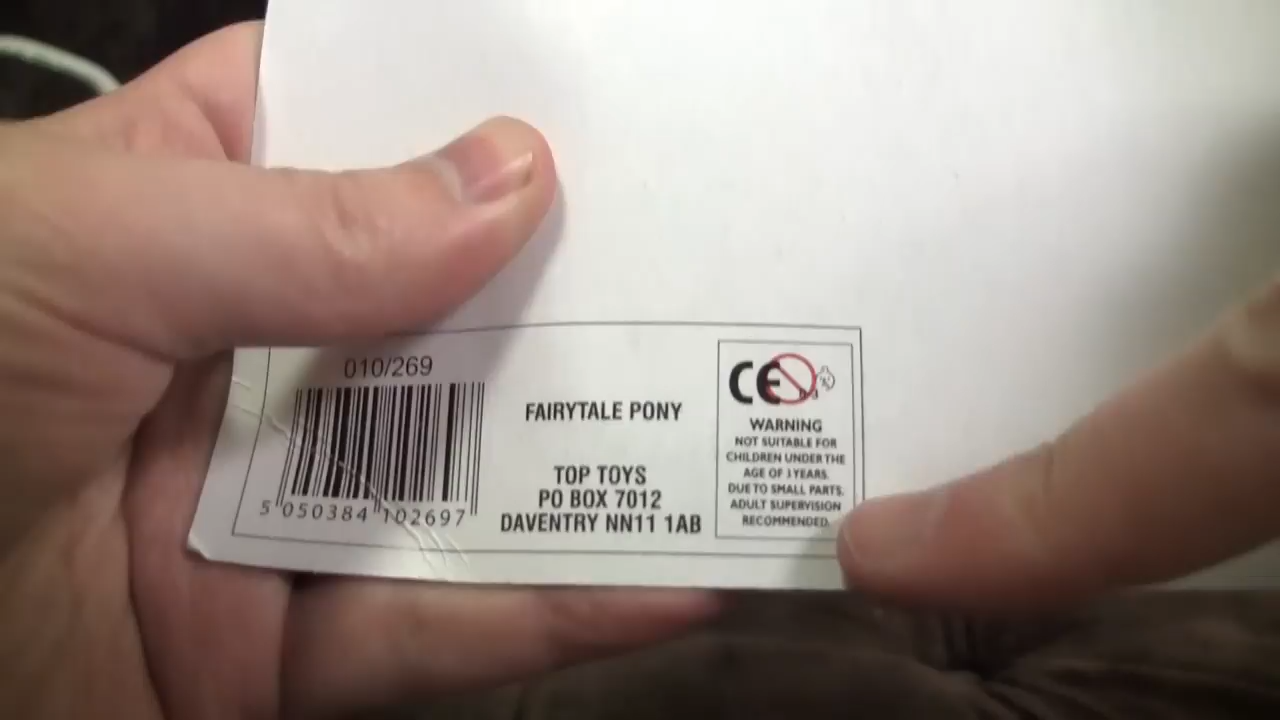 010/269
5 050384 102697
FAIRYTALE PONY
TOP TOYS
PO BOX 7012
DAVENTRY NN11 1AB
CE
WARNING
NOT SUITABLE FOR
CHILDREN UNDER THE
AGE OF 3 YEARS.
DUE TO SMALL PARTS.
ADULT SUPERVISION
RECOMMENDED.